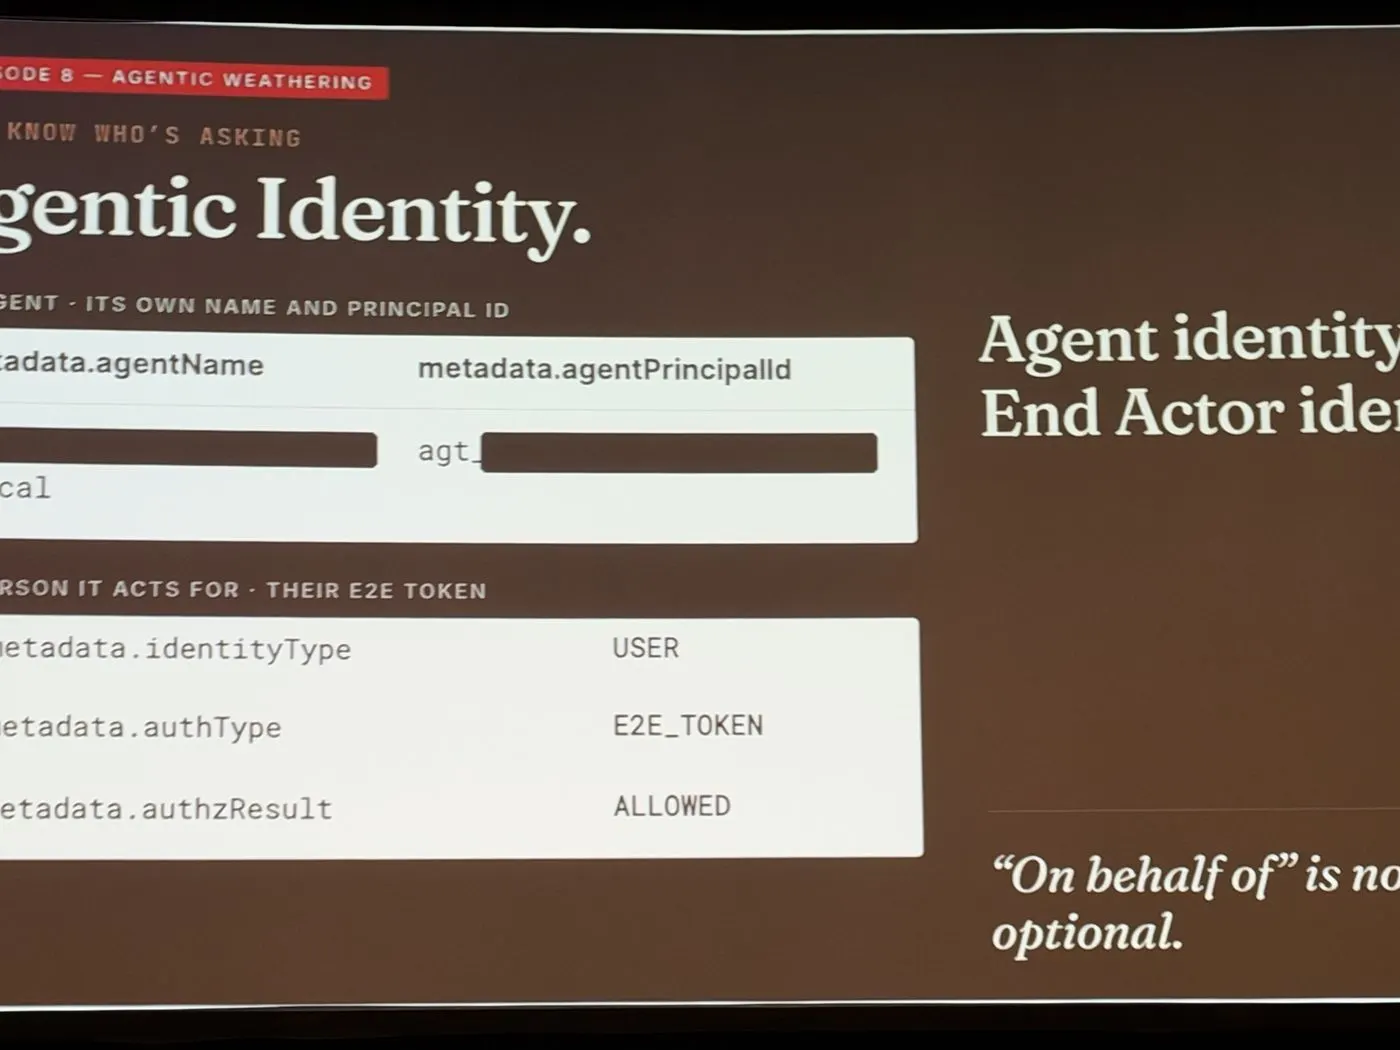 SODE 8 — AGENTIC WEATHERING
KNOW WHO'S ASKING
gentic Identity.
GENT · ITS OWN NAME AND PRINCIPAL ID
tadata.agentName metadata.agentPrincipalId
agt_
cal
RSON IT ACTS FOR · THEIR E2E TOKEN
etadata.identityType USER
etadata.authType E2E_TOKEN
etadata.authzResult ALLOWED
Agent identity
End Actor iden
“On behalf of” is no
optional.